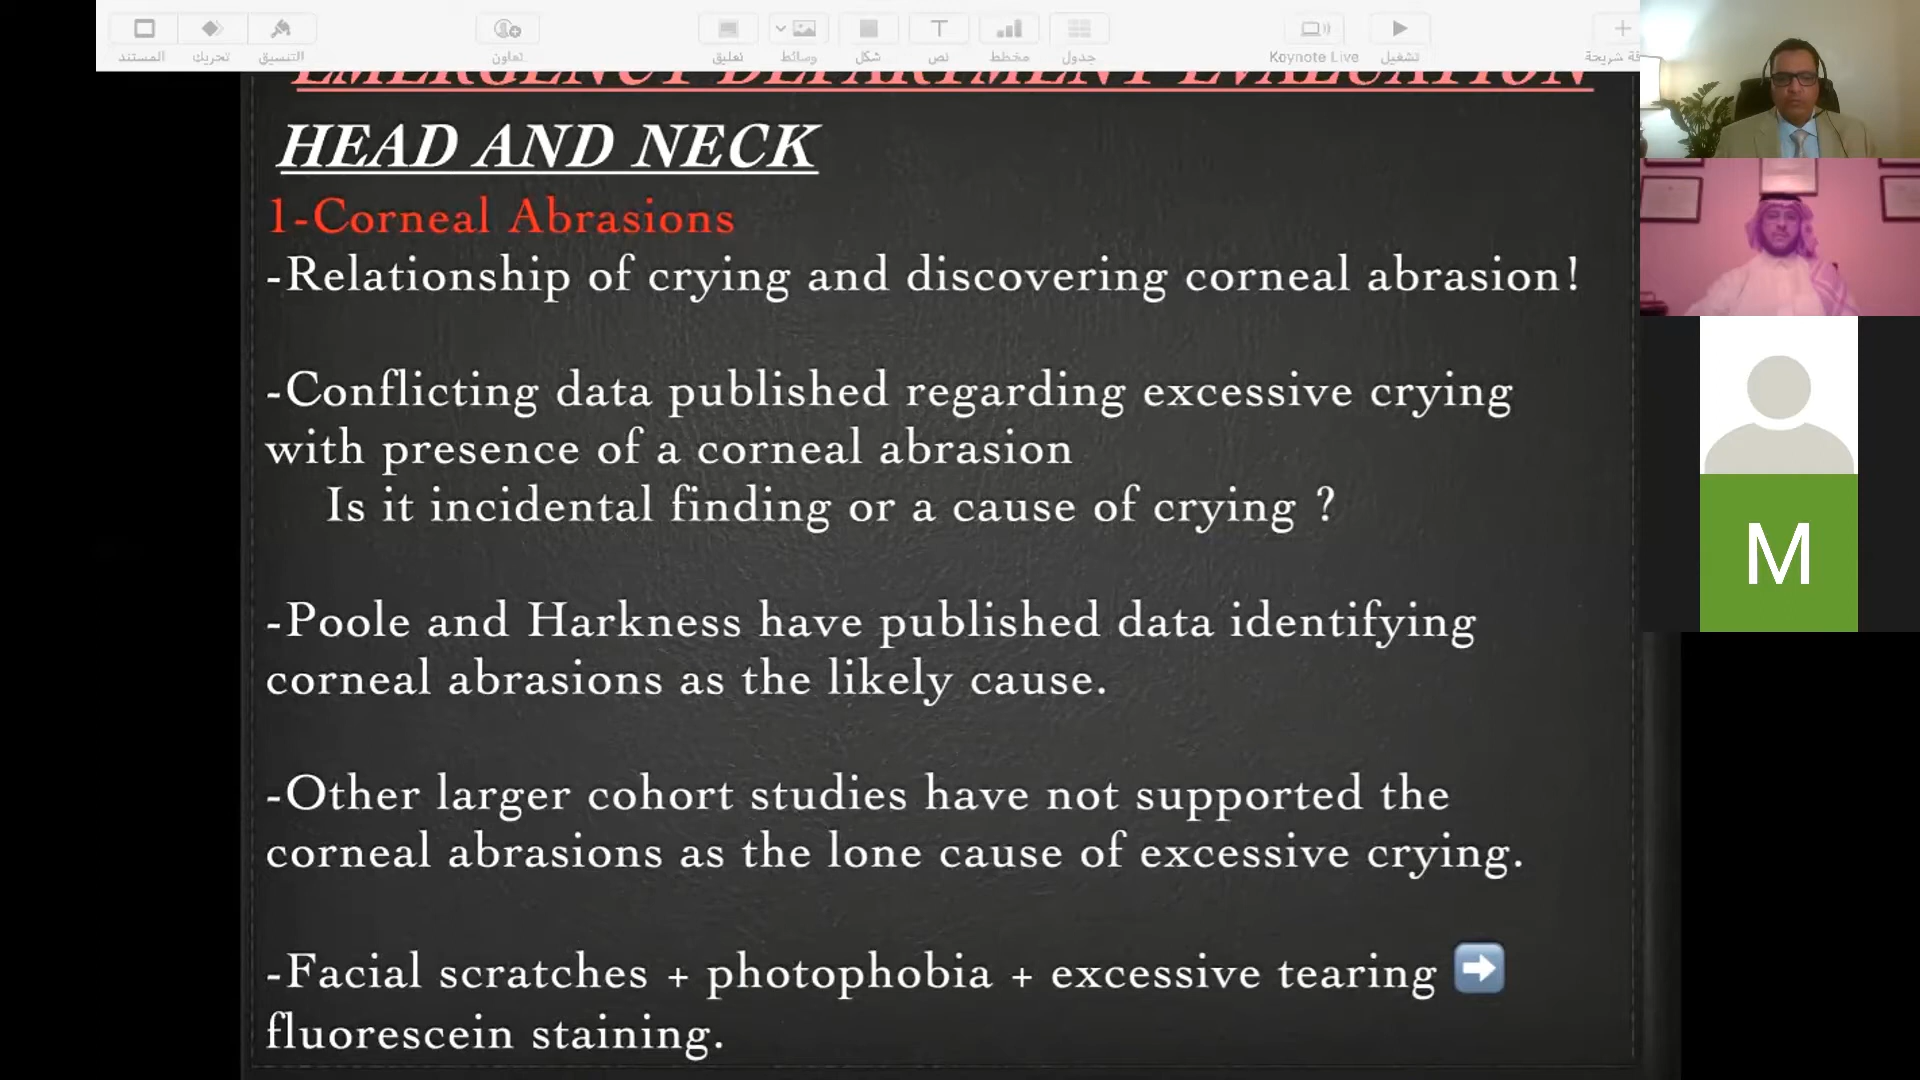 المستند
تحريك
التنسيق
تعاون
تعليق
وسائط
شكل
نص
مخطط
جدول
Keynote Live
تشغيل
شريحة
EMERGENCY DEPARTMENT EVALUATION
HEAD AND NECK
1-Corneal Abrasions
-Relationship of crying and discovering corneal abrasion!
-Conflicting data published regarding excessive crying
with presence of a corneal abrasion
Is it incidental finding or a cause of crying ?
-Poole and Harkness have published data identifying
corneal abrasions as the likely cause.
-Other larger cohort studies have not supported the
corneal abrasions as the lone cause of excessive crying.
-Facial scratches + photophobia + excessive tearing ➡
fluorescein staining.
M